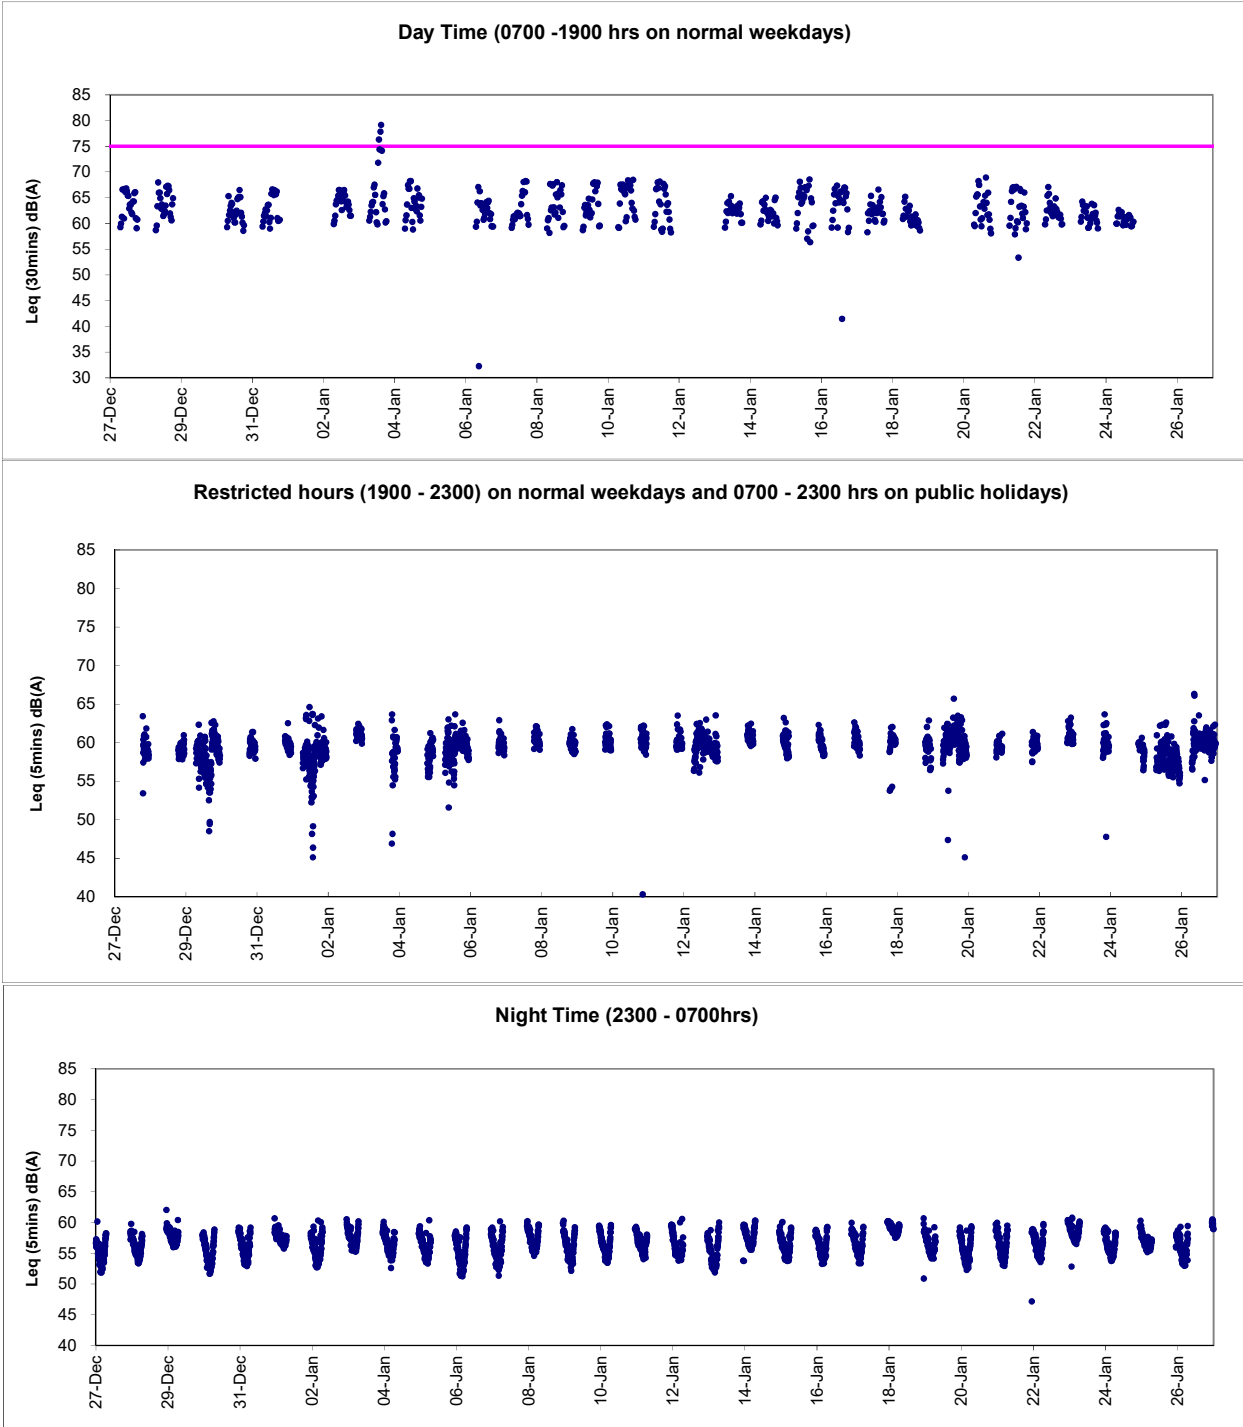 Day Time (0700 -1900 hrs on normal weekdays)
Leq (30mins) dB(A)
85
80
75
70
65
60
55
50
45
40
35
30
27-Dec
29-Dec
31-Dec
02-Jan
04-Jan
06-Jan
08-Jan
10-Jan
12-Jan
14-Jan
16-Jan
18-Jan
20-Jan
22-Jan
24-Jan
26-Jan
Restricted hours (1900 - 2300) on normal weekdays and 0700 - 2300 hrs on public holidays)
Leq (5mins) dB(A)
85
80
75
70
65
60
55
50
45
40
27-Dec
29-Dec
31-Dec
02-Jan
04-Jan
06-Jan
08-Jan
10-Jan
12-Jan
14-Jan
16-Jan
18-Jan
20-Jan
22-Jan
24-Jan
26-Jan
Night Time (2300 - 0700hrs)
Leq (5mins) dB(A)
85
80
75
70
65
60
55
50
45
40
27-Dec
29-Dec
31-Dec
02-Jan
04-Jan
06-Jan
08-Jan
10-Jan
12-Jan
14-Jan
16-Jan
18-Jan
20-Jan
22-Jan
24-Jan
26-Jan